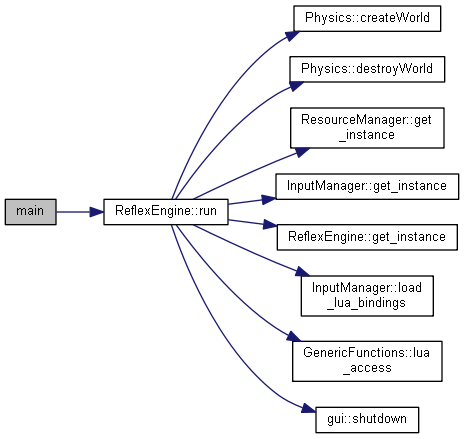 Physics::createWorld
Physics::destroyWorld
ResourceManager::get
_instance
InputManager::get_instance
main
ReflexEngine::run
ReflexEngine::get_instance
InputManager::load
_lua_bindings
GenericFunctions::lua
_access
gui::shutdown